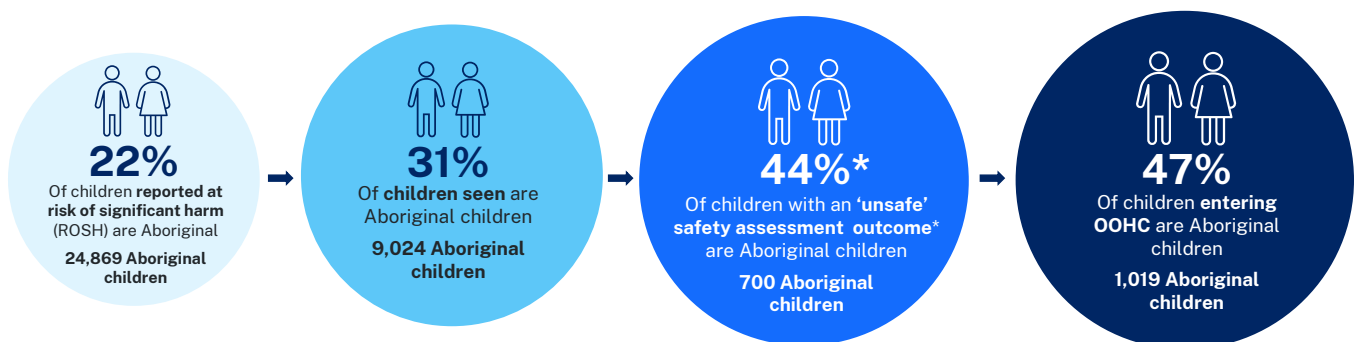 22%
Of children reported at
risk of significant harm
(ROSH) are Aboriginal
24,869 Aboriginal
children
31%
Of children seen are
Aboriginal children
9,024 Aboriginal
children
44%*
Of children with an ‘unsafe’
safety assessment outcome*
are Aboriginal children
700 Aboriginal
children
47%
Of children entering
OOHC are Aboriginal
children
1,019 Aboriginal
children